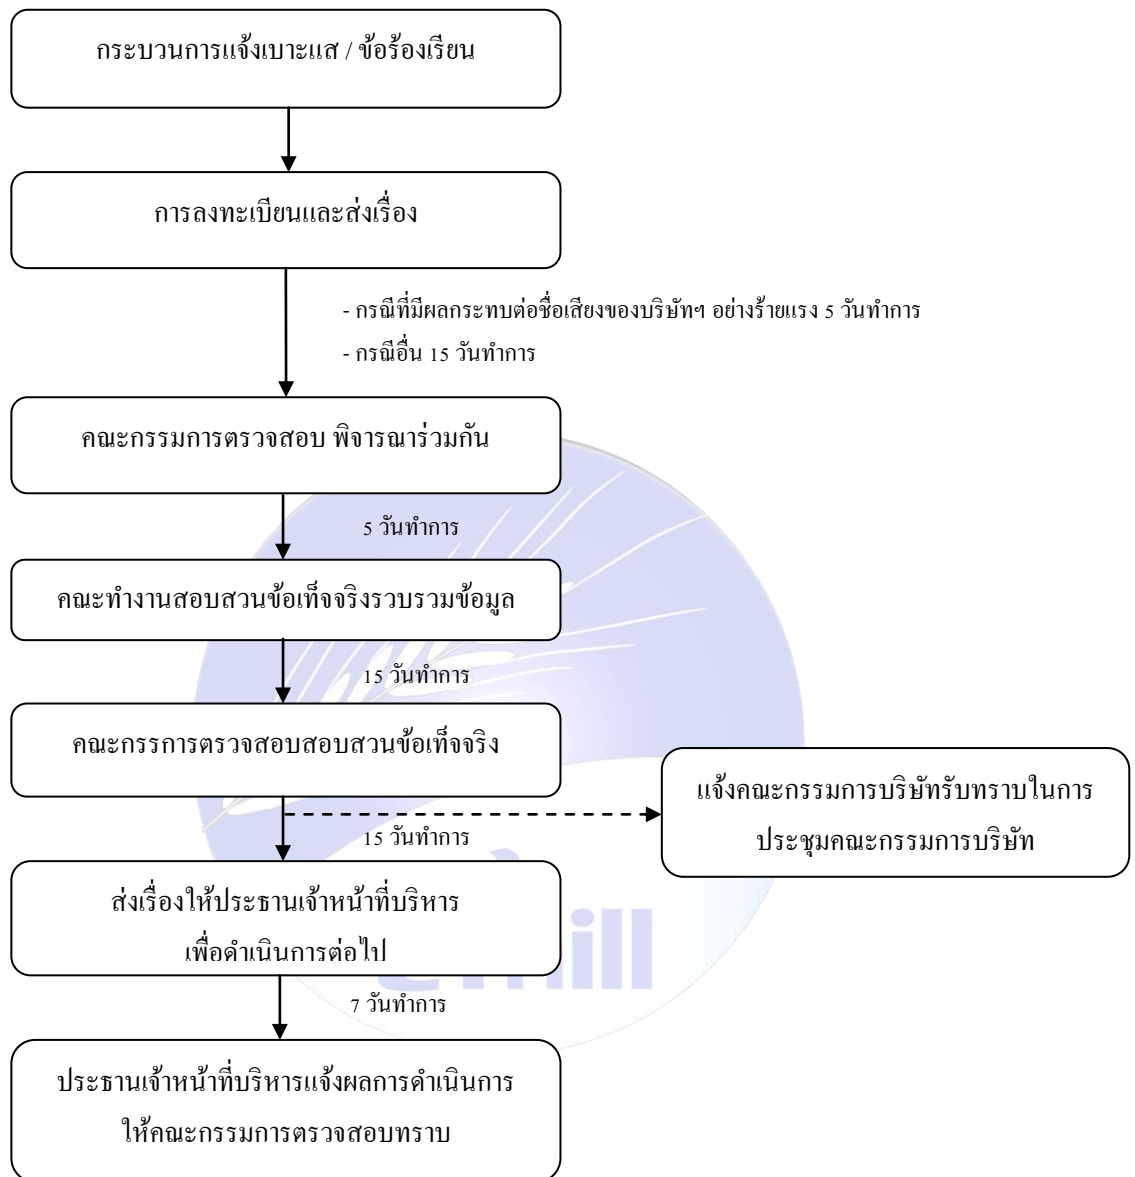 กระบวนการแจ้งเบาะแส / ข้อร้องเรียน
การลงทะเบียนและส่งเรื่อง
- กรณีที่มีผลกระทบต่อชื่อเสียงของบริษัทฯ อย่างร้ายแรง 5 วันทำการ
- กรณีอื่น 15 วันทำการ
คณะกรรมการตรวจสอบ พิจารณาร่วมกัน
5 วันทำการ
คณะทำงานสอบสวนข้อเท็จจริงรวบรวมข้อมูล
15 วันทำการ
คณะกรรการตรวจสอบสอบสวนข้อเท็จจริง
แจ้งคณะกรรมการบริษัทรับทราบในการ
ประชุมคณะกรรมการบริษัท
15 วันทำการ
ส่งเรื่องให้ประธานเจ้าหน้าที่บริหาร
เพื่อดำเนินการต่อไป
7 วันทำการ
ประธานเจ้าหน้าที่บริหารแจ้งผลการดำเนินการ
ให้คณะกรรมการตรวจสอบทราบ